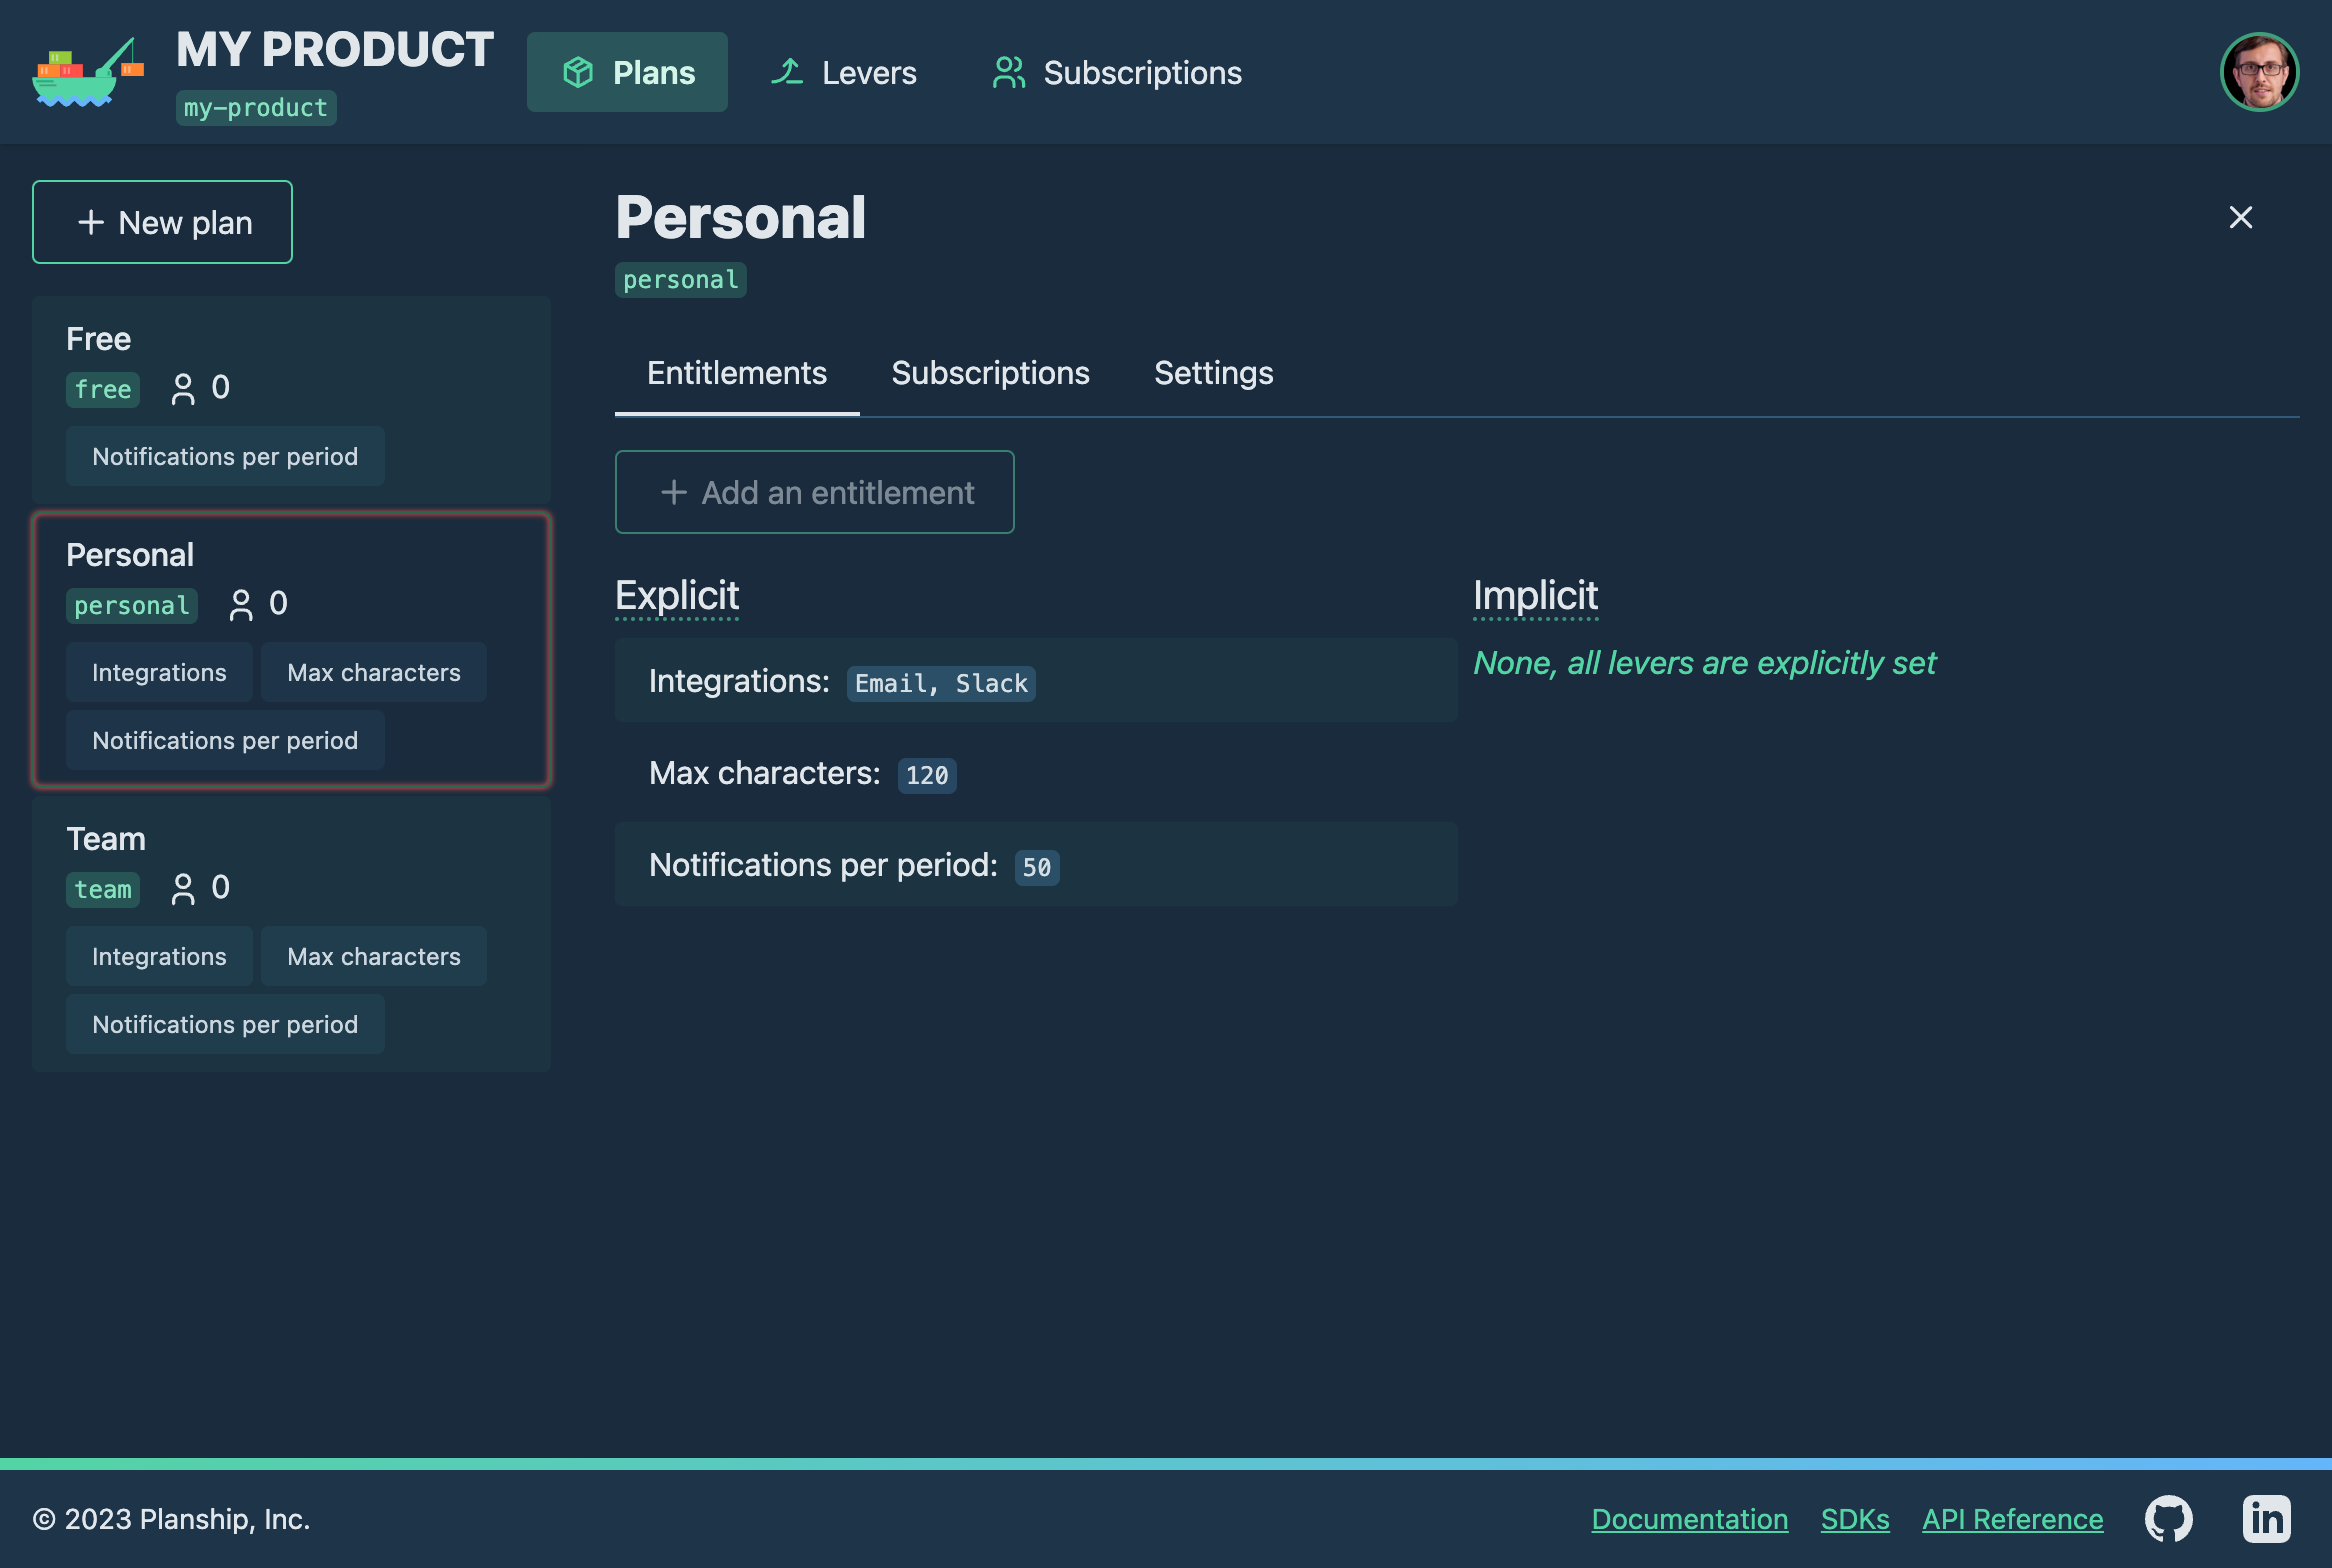 MY PRODUCT
my-product
Plans
Levers
Subscriptions
+ New plan
Free
free 0
Notifications per period
Personal
personal 0
Integrations Max characters
Notifications per period
Team
team 0
Integrations Max characters
Notifications per period
Personal
personal
Entitlements Subscriptions Settings
+ Add an entitlement
Explicit
Integrations: Email, Slack
Max characters: 120
Notifications per period: 50
Implicit
None, all levers are explicitly set
© 2023 Planship, Inc.
Documentation SDKs API Reference
in